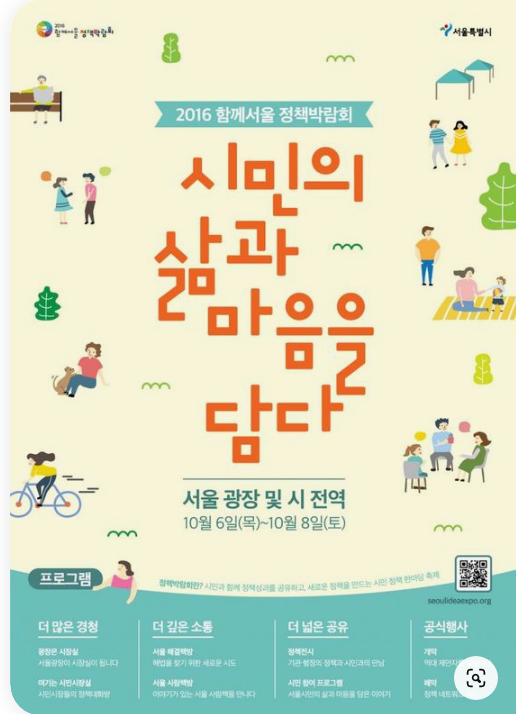 2016
함께서울 정책박람회
서울특별시
2016 함께서울 정책박람회
시민의
삶과
마음을
담다
서울 광장 및 시 전역
10월 6일(목)~10월 8일(토)
프로그램
정책박람회란? 시민과 함께 정책성과를 공유하고, 새로운 정책을 만드는 시민 정책 한마당 축제
seoulideaexpo.org
더 많은 경청
광장은 시장실
서울광장이 시장실이 됩니다
여기는 시민시장실
시민시장들의 정책대화방
더 깊은 소통
서울 해결책방
해법을 찾기 위한 새로운 시도
서울 사람책방
이야기가 있는 서울 사람책을 만나다
더 넓은 공유
정책전시
기관·행정의 정책과 시민과의 만남
시민 참여 프로그램
서울시민의 삶과 마음을 담은 이야기
공식행사
개막
역대 제안자
폐막
정책 네트워